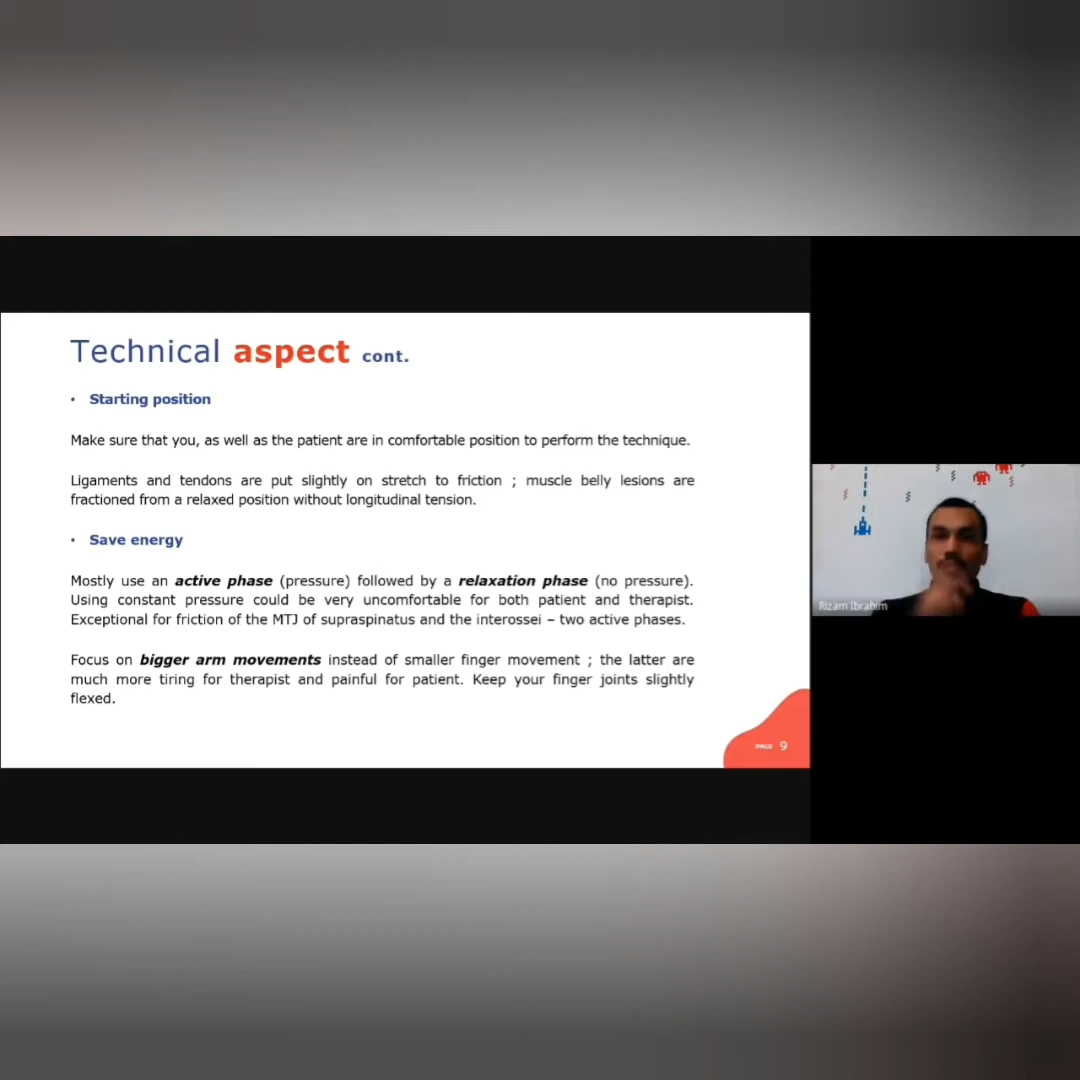 Technical aspect cont.
• Starting position
Make sure that you, as well as the patient are in comfortable position to perform the technique.
Ligaments and tendons are put slightly on stretch to friction ; muscle belly lesions are
fractioned from a relaxed position without longitudinal tension.
• Save energy
Mostly use an active phase (pressure) followed by a relaxation phase (no pressure).
Using constant pressure could be very uncomfortable for both patient and therapist.
Exceptional for friction of the MTJ of supraspinatus and the interossei – two active phases.
Focus on bigger arm movements instead of smaller finger movement ; the latter are
much more tiring for therapist and painful for patient. Keep your finger joints slightly
flexed.
PAGE 9
Rizam Ibrahim